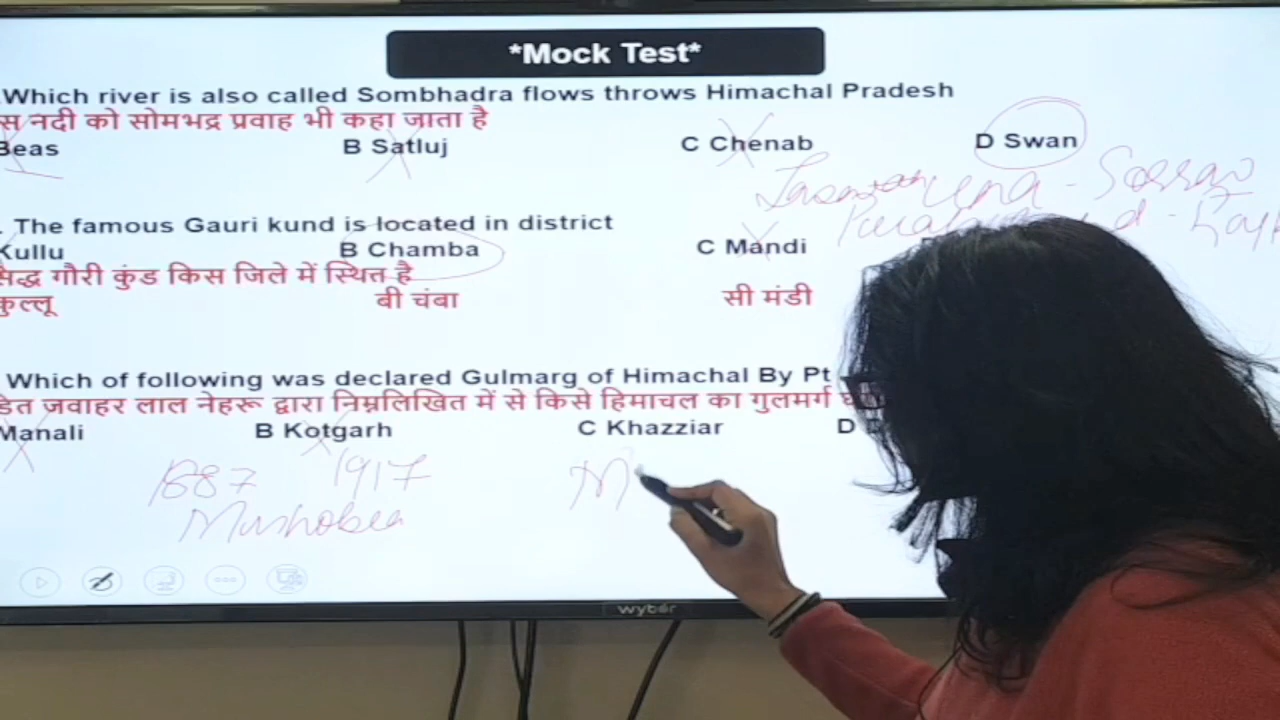 *Mock Test*
.Which river is also called Sombhadra flows throws Himachal Pradesh
स नदी को सोमभद्र प्रवाह भी कहा जाता है
Beas B Satluj C Chenab D Swan
. The famous Gauri kund is located in district
Kullu B Chamba C Mandi
सिद्ध गौरी कुंड किस जिले में स्थित्त है
कुल्लू बी चंबा सी मंडी
Which of following was declared Gulmarg of Himachal By Pt
डित जवाहर लाल नेहरू द्वारा निम्नलिखित में से किसे हिमाचल का गुलमर्ग
Manali B Kotgarh C Khazziar D
1887 1917 M
Mushobra
wybor